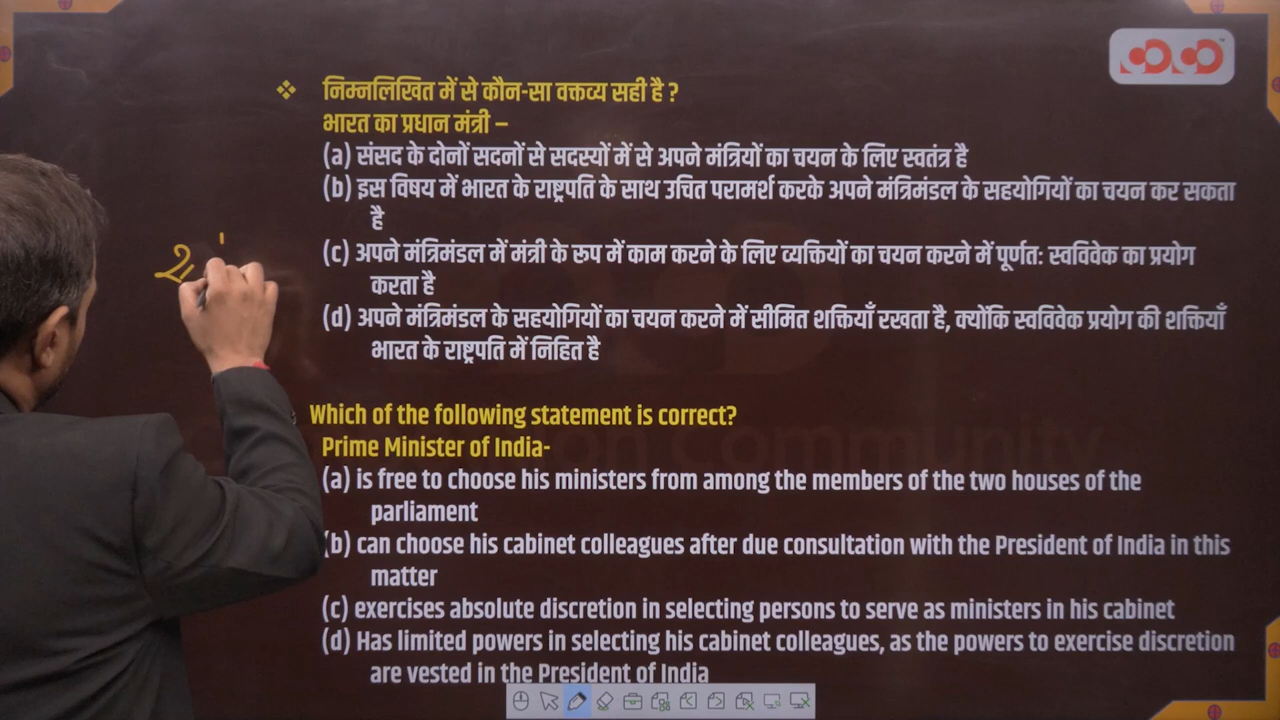 ❖ निम्नलिखित में से कौन-सा वक्तव्य सही है ?
भारत का प्रधान मंत्री –
(a) संसद के दोनों सदनों से सदस्यों में से अपने मंत्रियों का चयन के लिए स्वतंत्र है
(b) इस विषय में भारत के राष्ट्रपति के साथ उचित परामर्श करके अपने मंत्रिमंडल के सहयोगियों का चयन कर सकता
है
(c) अपने मंत्रिमंडल में मंत्री के रूप में काम करने के लिए व्यक्तियों का चयन करने में पूर्णतः स्वविवेक का प्रयोग
करता है
(d) अपने मंत्रिमंडल के सहयोगियों का चयन करने में सीमित शक्तियाँ रखता है, क्योंकि स्वविवेक प्रयोग की शक्तियाँ
भारत के राष्ट्रपति में निहित है
Which of the following statement is correct?
Prime Minister of India-
(a) is free to choose his ministers from among the members of the two houses of the
parliament
(b) can choose his cabinet colleagues after due consultation with the President of India in this
matter
(c) exercises absolute discretion in selecting persons to serve as ministers in his cabinet
(d) Has limited powers in selecting his cabinet colleagues, as the powers to exercise discretion
are vested in the President of India